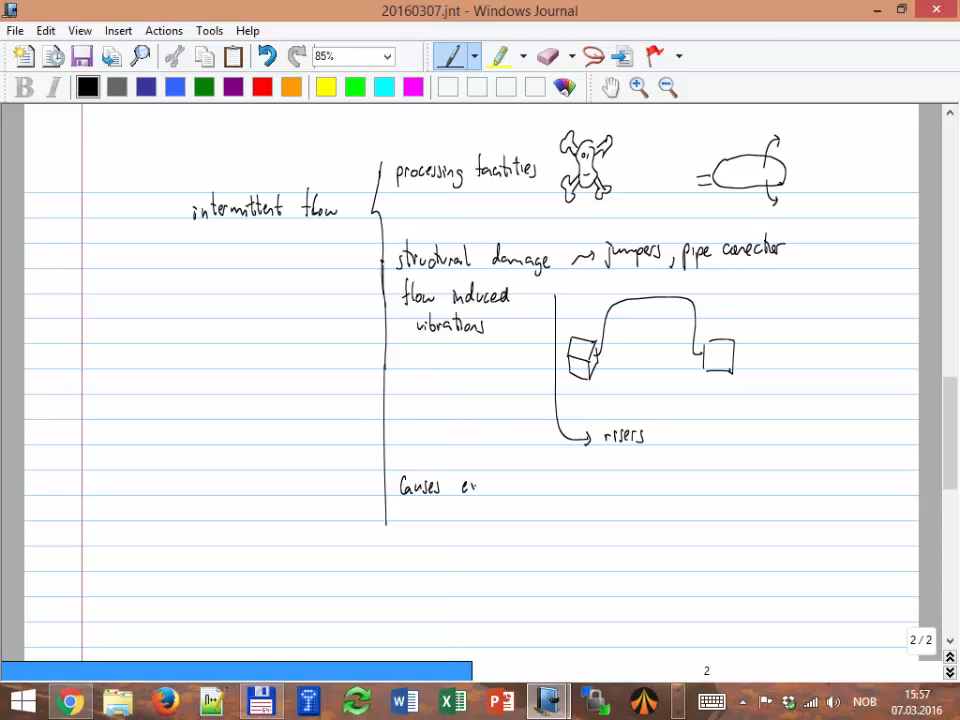 20160307.jnt - Windows Journal
File Edit View Insert Actions Tools Help
85%
B I
processing facilities
intermittent flow
structural damage ~> jumpers, pipe conector
flow induced
vibrations
risers
Causes
2/2
2
NOB
15:57
07.03.2016